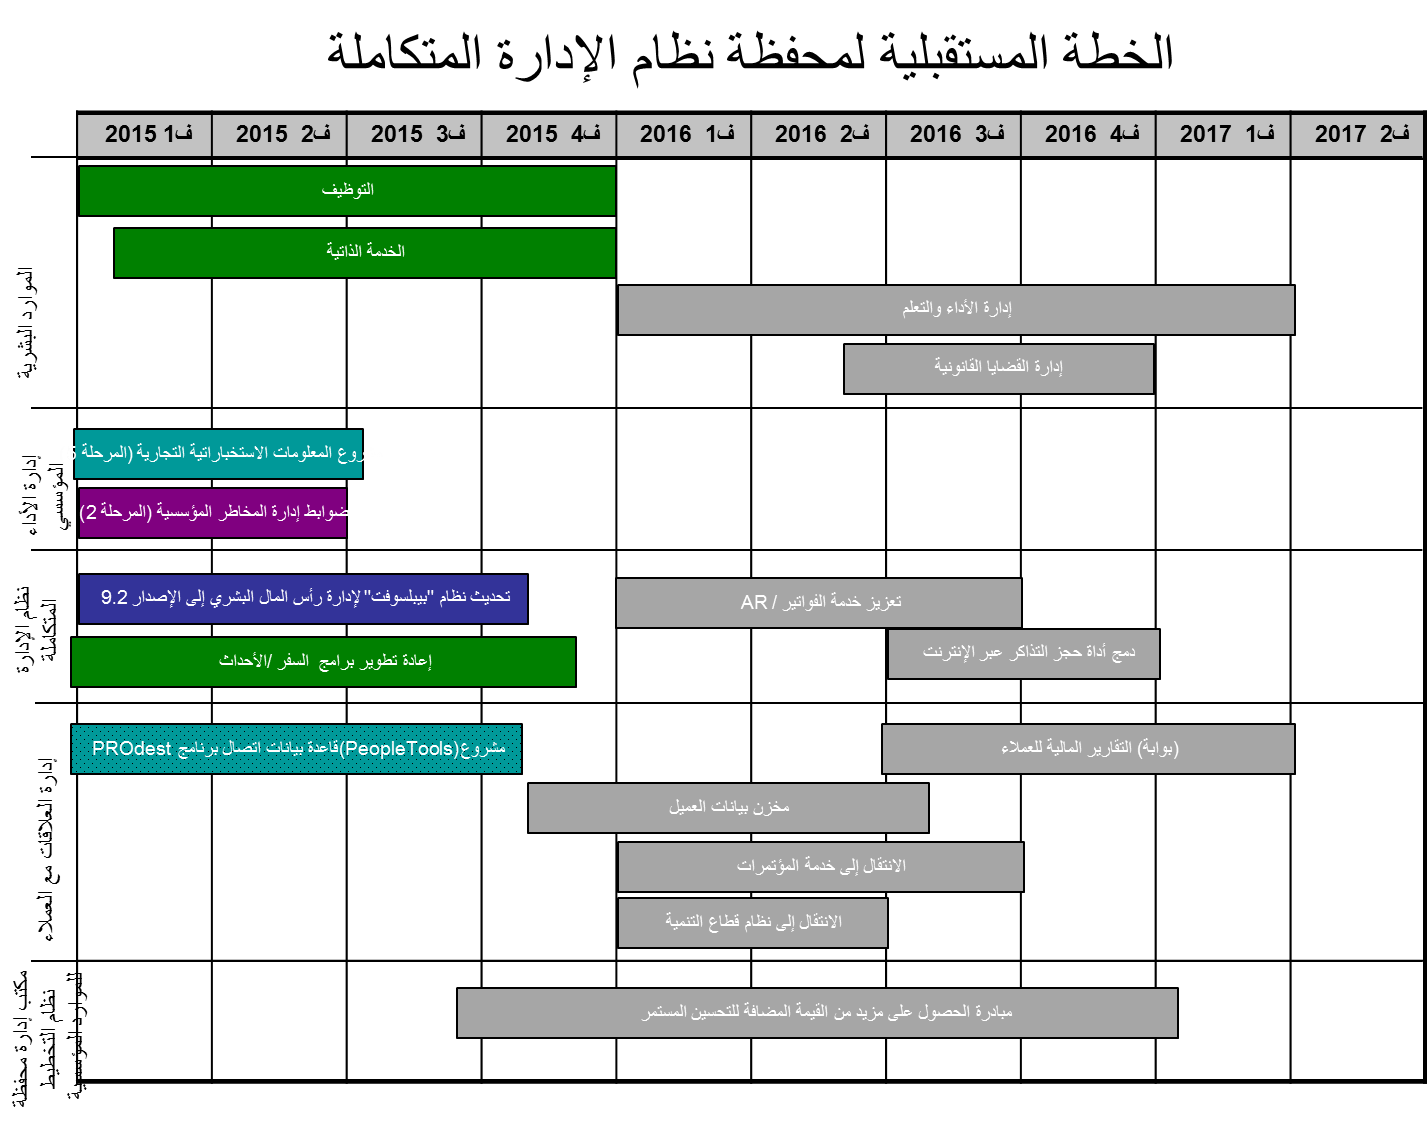 الخطة المستقبلية لمحفظة نظام الإدارة المتكاملة
ف1 2015
ف2 2015
ف3 2015
ف4 2015
ف1 2016
ف2 2016
ف3 2016
ف4 2016
ف1 2017
ف2 2017
الموارد البشرية
التوظيف
الخدمة الذاتية
إدارة الأداء والتعلم
إدارة القضايا القانونية
إدارة الأداء
المؤسسي
المعلومات الاستخباراتية التجارية (المرحلة
ضوابط إدارة المخاطر المؤسسية (المرحلة 2)
نظام الإدارة
المتكاملة
تحديث نظام "بيبلسوفت" لإدارة رأس المال البشري إلى الإصدار 9.2
تعزيز خدمة الفواتير / AR
إعادة تطوير برامج السفر /الأحداث
دمج أداة حجز التذاكر عبر الإنترنت
إدارة العلاقات مع العملاء
مشروع(PeopleTools)قاعدة بيانات اتصال برنامج PROdest
(بوابة) التقارير المالية للعملاء
مخزن بيانات العميل
الانتقال إلى خدمة المؤتمرات
الانتقال إلى نظام قطاع التنمية
مكتب إدارة محفظة
نظام التخطيط
للموارد المؤسسية
مبادرة الحصول على مزيد من القيمة المضافة للتحسين المستمر